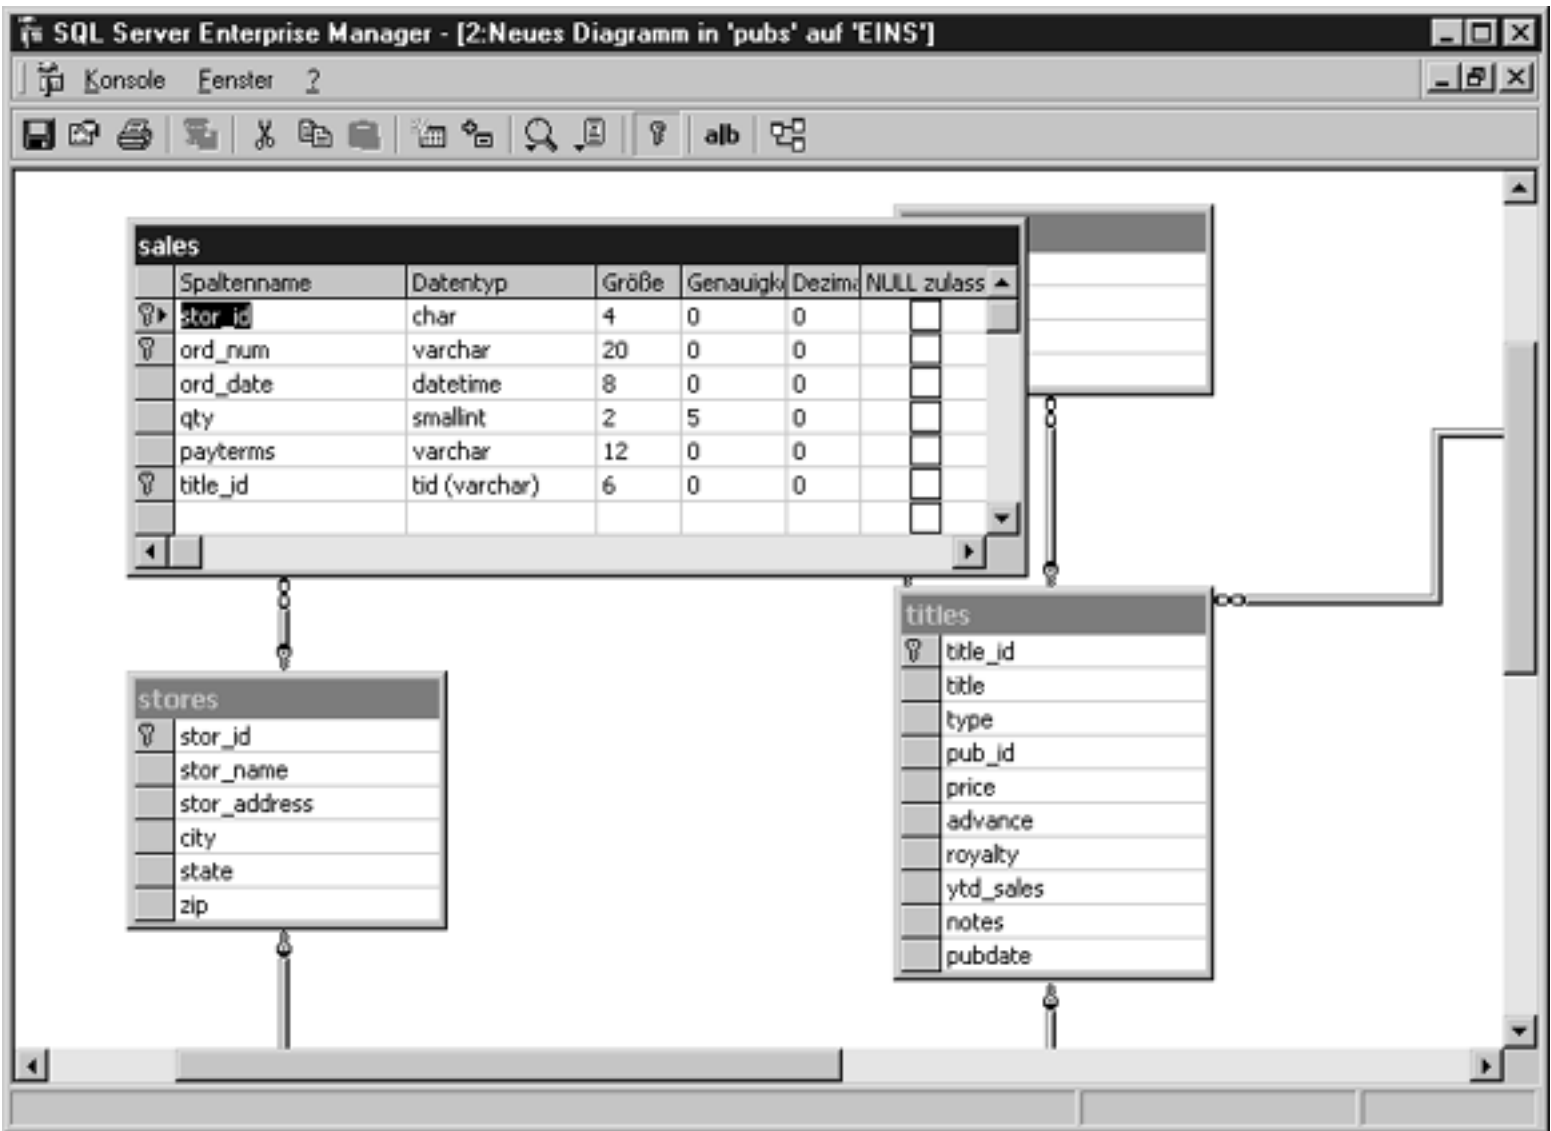 SQL Server Enterprise Manager - [2:Neues Diagramm in 'pubs' auf 'EINS']
Konsole Fenster ?
a|b
sales
Spaltenname Datentyp Größe Genauigk Dezima NULL zulass
stor_id char 4 0 0
ord_num varchar 20 0 0
ord_date datetime 8 0 0
qty smallint 2 5 0
payterms varchar 12 0 0
title_id tid (varchar) 6 0 0
stores
stor_id
stor_name
stor_address
city
state
zip
titles
title_id
title
type
pub_id
price
advance
royalty
ytd_sales
notes
pubdate